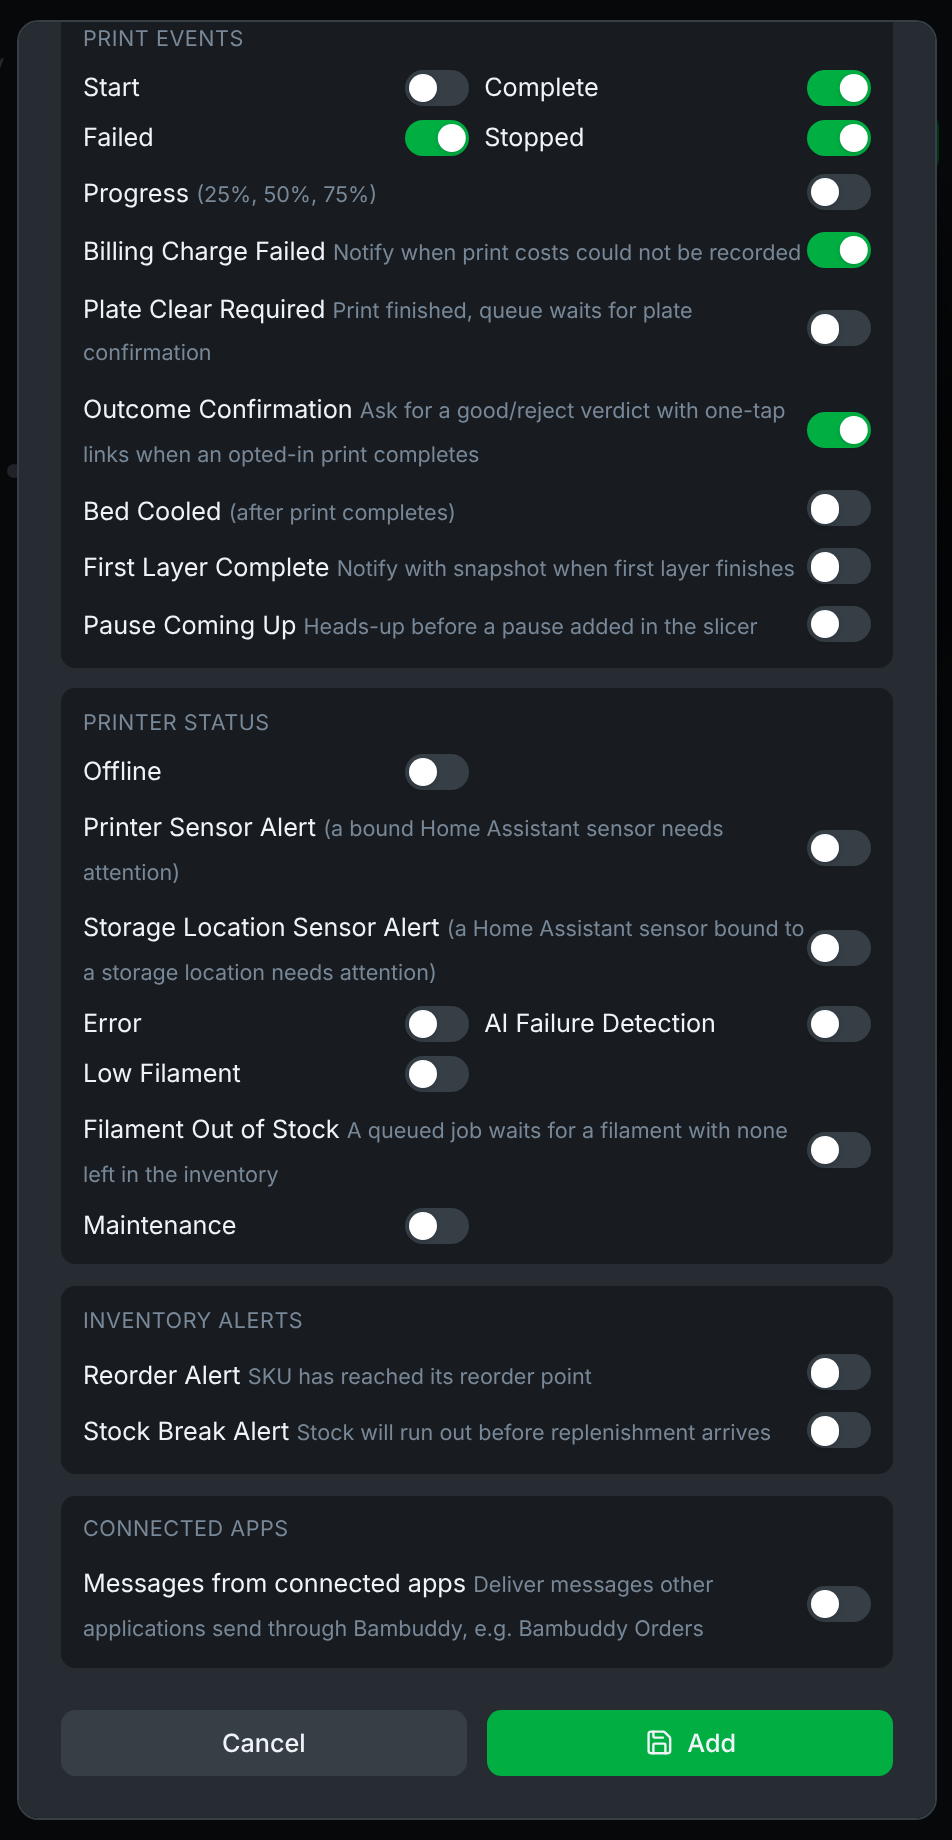 PRINT EVENTS
Start
Complete
Failed
Stopped
Progress (25%, 50%, 75%)
Billing Charge Failed Notify when print costs could not be recorded
Plate Clear Required Print finished, queue waits for plate
confirmation
Outcome Confirmation Ask for a good/reject verdict with one-tap
links when an opted-in print completes
Bed Cooled (after print completes)
First Layer Complete Notify with snapshot when first layer finishes
Pause Coming Up Heads-up before a pause added in the slicer
PRINTER STATUS
Offline
Printer Sensor Alert (a bound Home Assistant sensor needs
attention)
Storage Location Sensor Alert (a Home Assistant sensor bound to
a storage location needs attention)
Error
AI Failure Detection
Low Filament
Filament Out of Stock A queued job waits for a filament with none
left in the inventory
Maintenance
INVENTORY ALERTS
Reorder Alert SKU has reached its reorder point
Stock Break Alert Stock will run out before replenishment arrives
CONNECTED APPS
Messages from connected apps Deliver messages other
applications send through Bambuddy, e.g. Bambuddy Orders
Cancel
Add